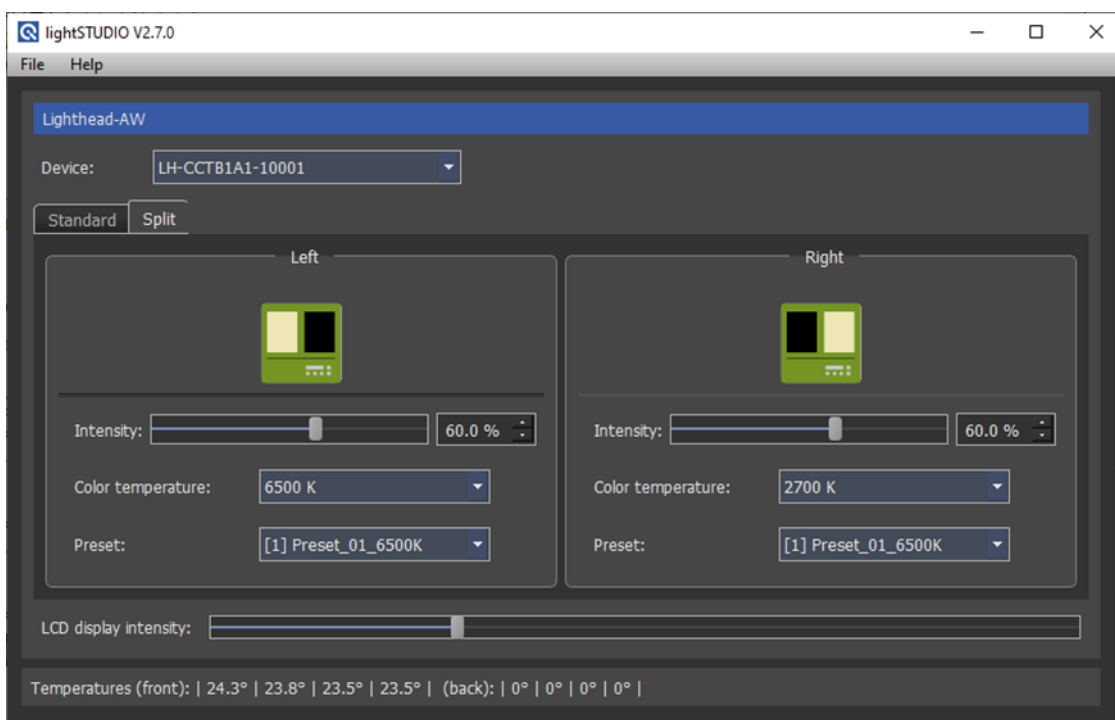 lightSTUDIO V2.7.0
File Help
Lighthead-AW
Device: LH-CCTB1A1-10001
Standard Split
Left Right
Intensity: 60.0 % Intensity: 60.0 %
Color temperature: 6500 K Color temperature: 2700 K
Preset: [1] Preset_01_6500K Preset: [1] Preset_01_6500K
LCD display intensity:
Temperatures (front): | 24.3° | 23.8° | 23.5° | 23.5° | (back): | 0° | 0° | 0° | 0° |